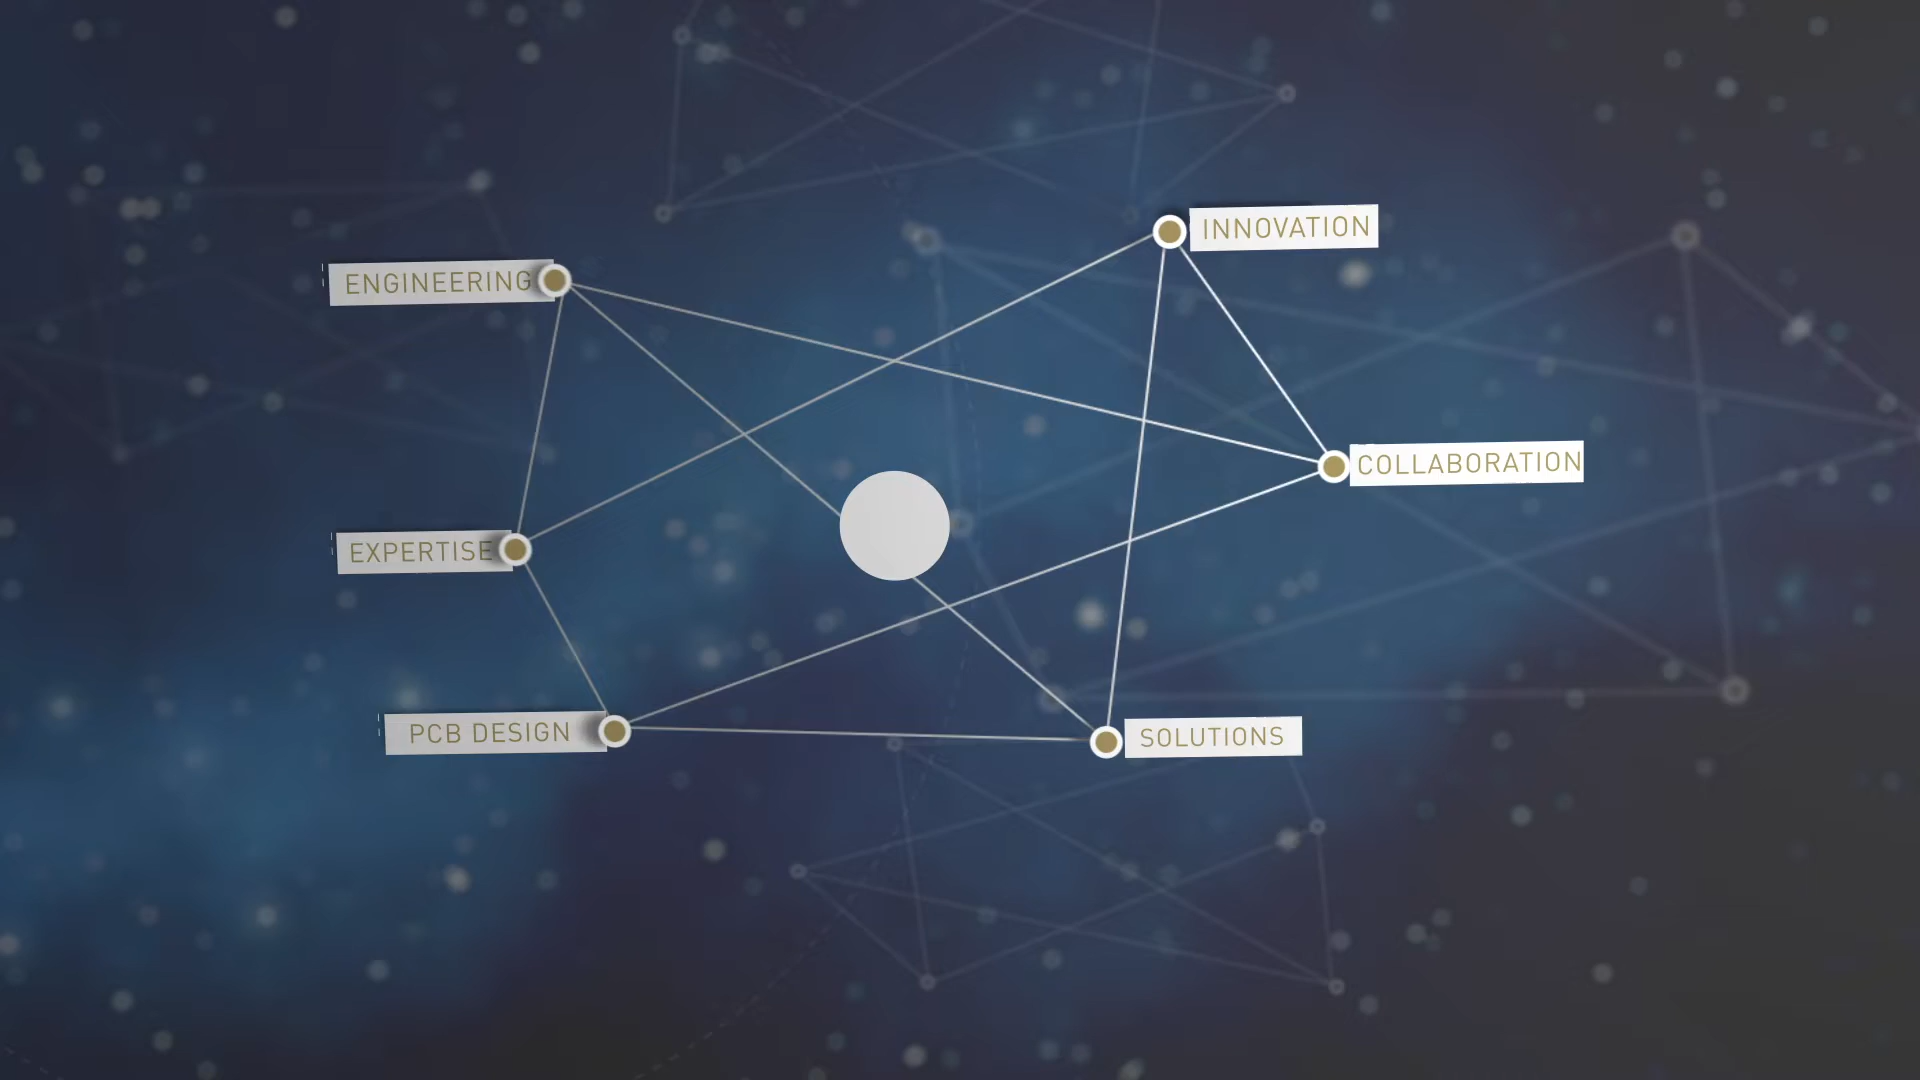 INNOVATION
ENGINEERING
COLLABORATION
EXPERTISE
PCB DESIGN
SOLUTIONS